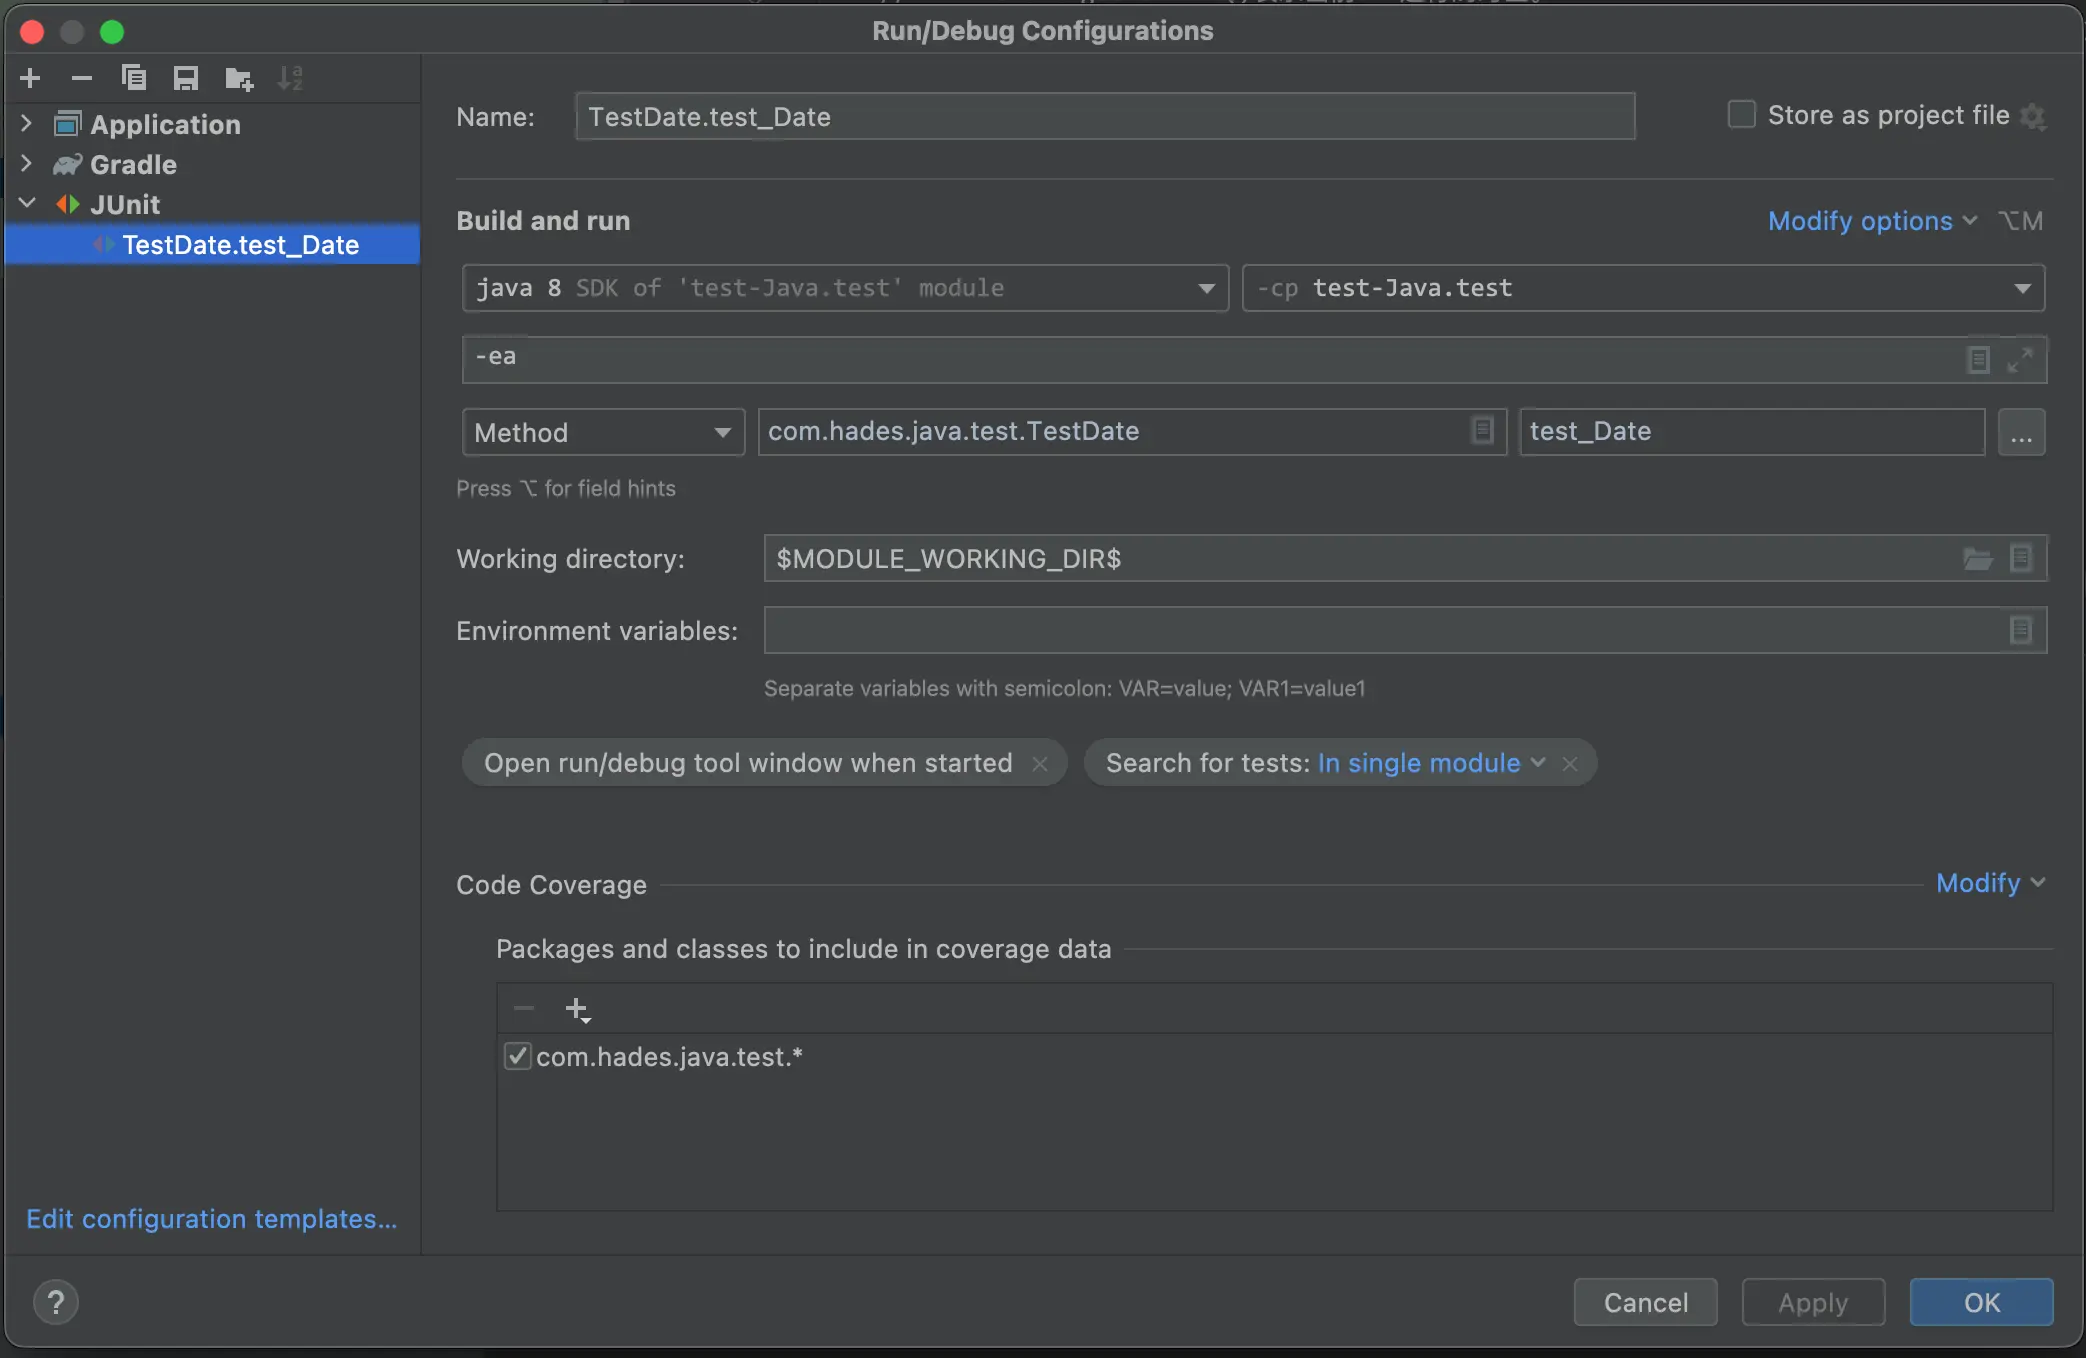 Run/Debug Configurations
Application
Gradle
JUnit
TestDate.test_Date
Edit configuration templates...
Name: TestDate.test_Date
Store as project file
Build and run
Modify options ⌥M
java 8 SDK of 'test-Java.test' module
-cp test-Java.test
-ea
Method
com.hades.java.test.TestDate
test_Date
...
Press ⌥ for field hints
Working directory: $MODULE_WORKING_DIR$
Environment variables:
Separate variables with semicolon: VAR=value; VAR1=value1
Open run/debug tool window when started
Search for tests: In single module
Code Coverage
Modify
Packages and classes to include in coverage data
com.hades.java.test.*
?
Cancel
Apply
OK